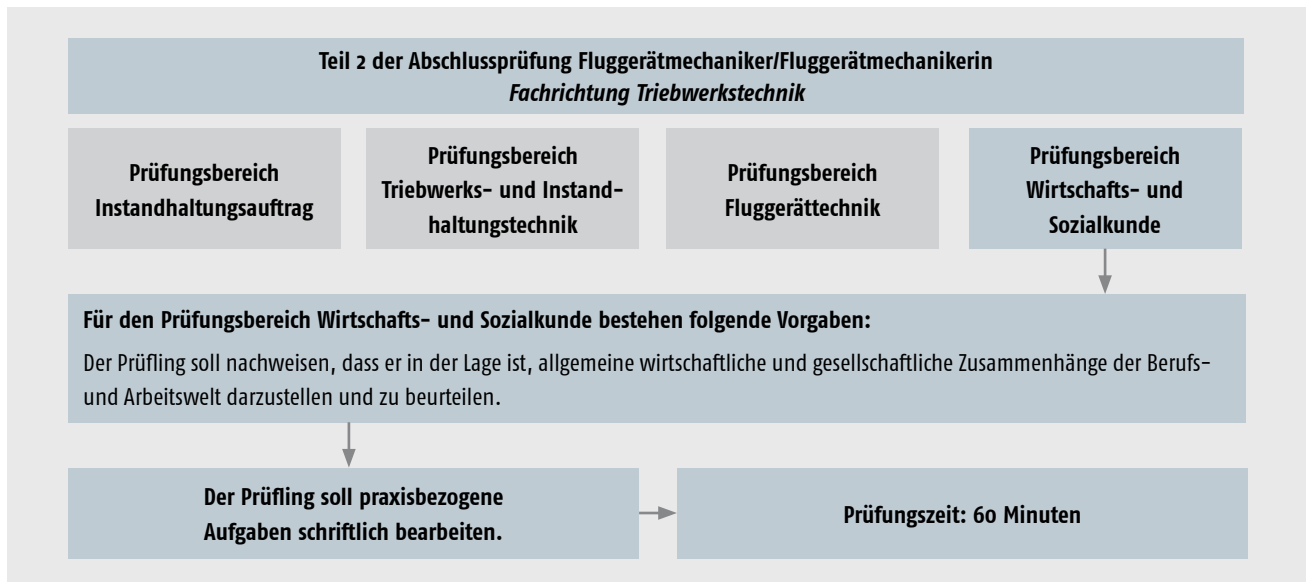 Teil 2 der Abschlussprüfung Fluggerätmechaniker/Fluggerätmechanikerin
Fachrichtung Triebwerkstechnik
Prüfungsbereich
Instandhaltungsauftrag
Prüfungsbereich
Triebwerks- und Instand-
haltungstechnik
Prüfungsbereich
Fluggerättechnik
Prüfungsbereich
Wirtschafts- und
Sozialkunde
Für den Prüfungsbereich Wirtschafts- und Sozialkunde bestehen folgende Vorgaben:
Der Prüfling soll nachweisen, dass er in der Lage ist, allgemeine wirtschaftliche und gesellschaftliche Zusammenhänge der Berufs-
und Arbeitswelt darzustellen und zu beurteilen.
Der Prüfling soll praxisbezogene
Aufgaben schriftlich bearbeiten.
Prüfungszeit: 60 Minuten